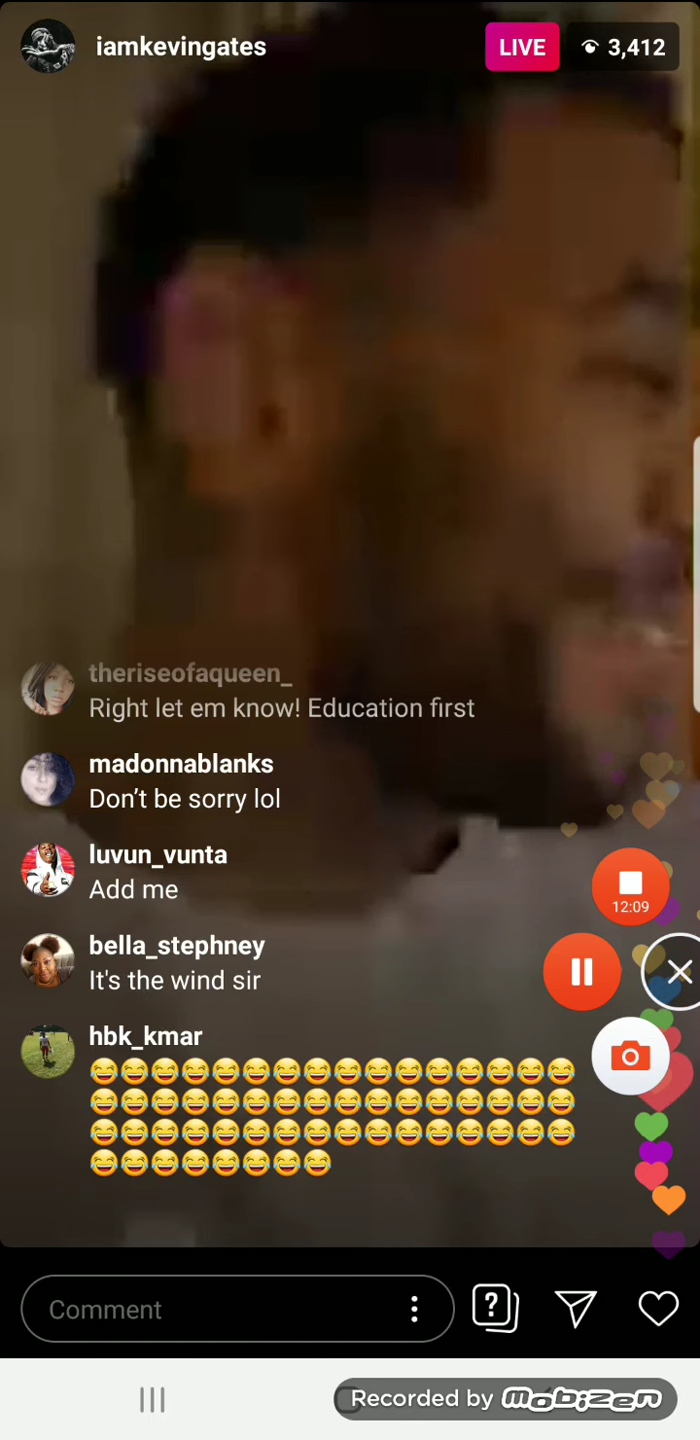 iamkevingates
LIVE 3,412
theriseofaqueen_
Right let em know! Education first
madonnablanks
Don’t be sorry lol
luvun_vunta
Add me
12:09
bella_stephney
It's the wind sir
hbk_kmar
😂😂😂😂😂😂😂😂😂😂😂😂😂😂😂😂
😂😂😂😂😂😂😂😂😂😂😂😂😂😂😂😂
😂😂😂😂😂😂😂😂😂😂😂😂😂😂😂😂
😂😂😂😂😂😂😂😂
Comment
Recorded by mobizen